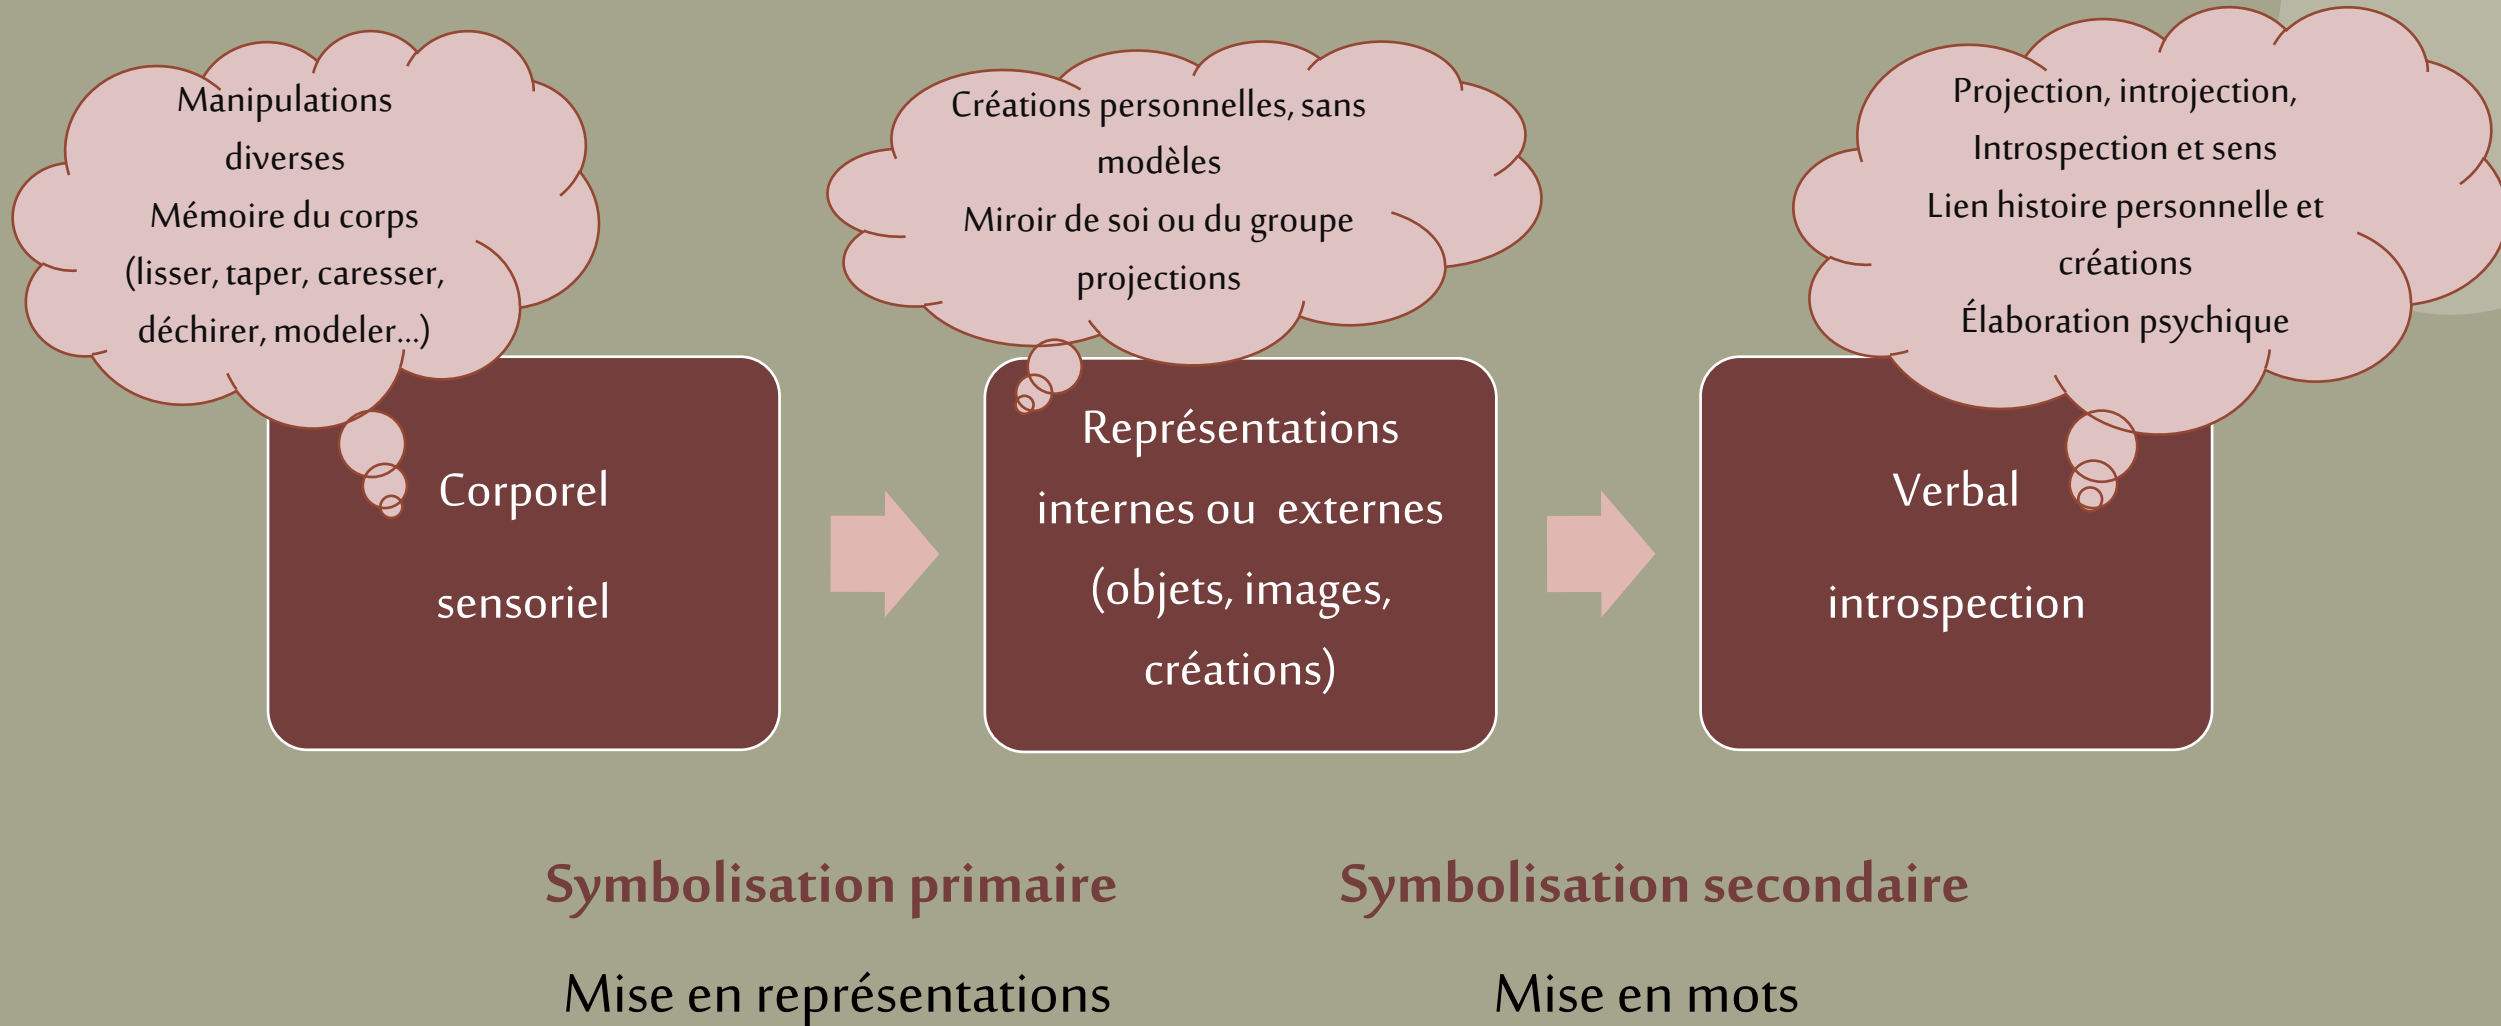 Manipulations
diverses
Mémoire du corps
(lisser, taper, caresser,
déchirer, modeler...)
Créations personnelles, sans
modèles
Miroir de soi ou du groupe
projections
Projection, introjection,
Introspection et sens
Lien histoire personnelle et
créations
Élaboration psychique
Corporel
sensoriel
Représentations
internes ou externes
(objets, images,
créations)
Verbal
introspection
Symbolisation primaire
Mise en représentations
Symbolisation secondaire
Mise en mots